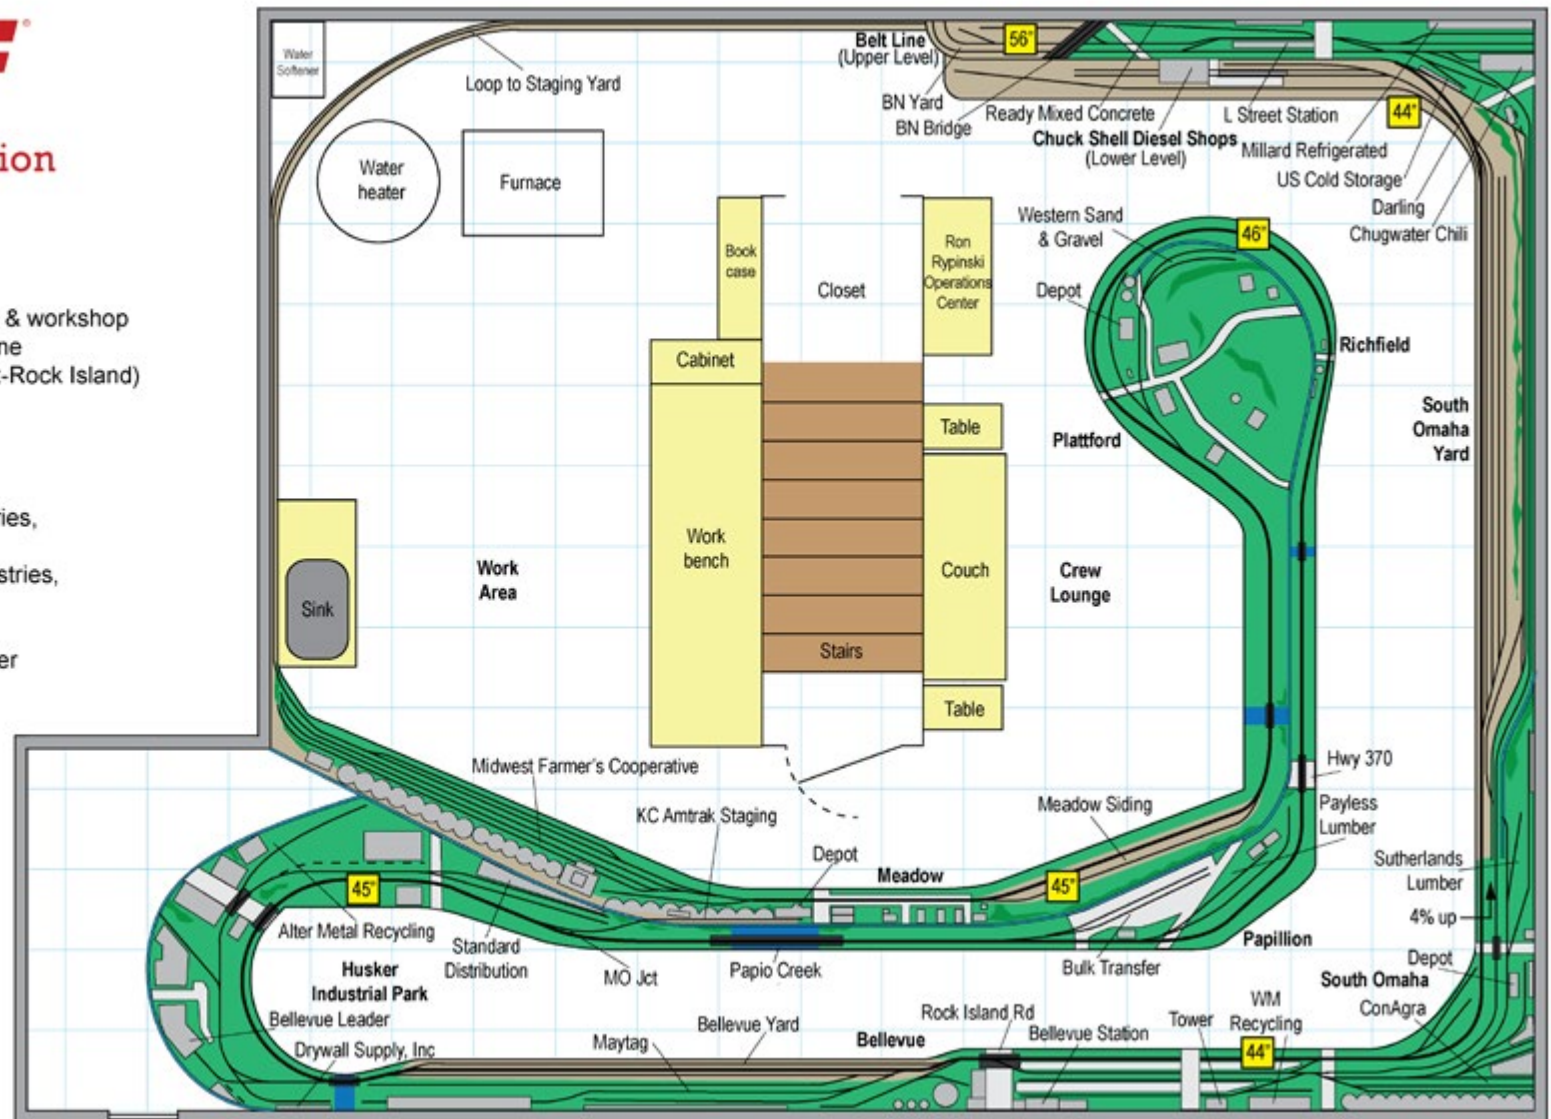 ion
& workshop
ne
-Rock Island)
ries,
stries,
er
Water
Softener
Loop to Staging Yard
Water
heater
Furnace
Belt Line
(Upper Level)
56"
BN Yard
BN Bridge
Ready Mixed Concrete
Chuck Shell Diesel Shops
(Lower Level)
L Street Station
44"
Millard Refrigerated
US Cold Storage
Darling
Chugwater Chili
Book
case
Closet
Ron
Rypinski
Operations
Center
Western Sand
& Gravel
46"
Depot
Richfield
Cabinet
Table
Plattford
South
Omaha
Yard
Work
bench
Couch
Crew
Lounge
Work
Area
Sink
Stairs
Table
Midwest Farmer's Cooperative
KC Amtrak Staging
Depot
Meadow
Meadow Siding
45"
Hwy 370
Payless
Lumber
Sutherlands
Lumber
4% up
45"
Alter Metal Recycling
Standard
Distribution
MO Jct
Papio Creek
Bulk Transfer
Papillion
Depot
Husker
Industrial Park
South Omaha
ConAgra
WM
Recycling
Bellevue Leader
Drywall Supply, Inc
Maytag
Bellevue Yard
Bellevue
Rock Island Rd
Bellevue Station
Tower
44"